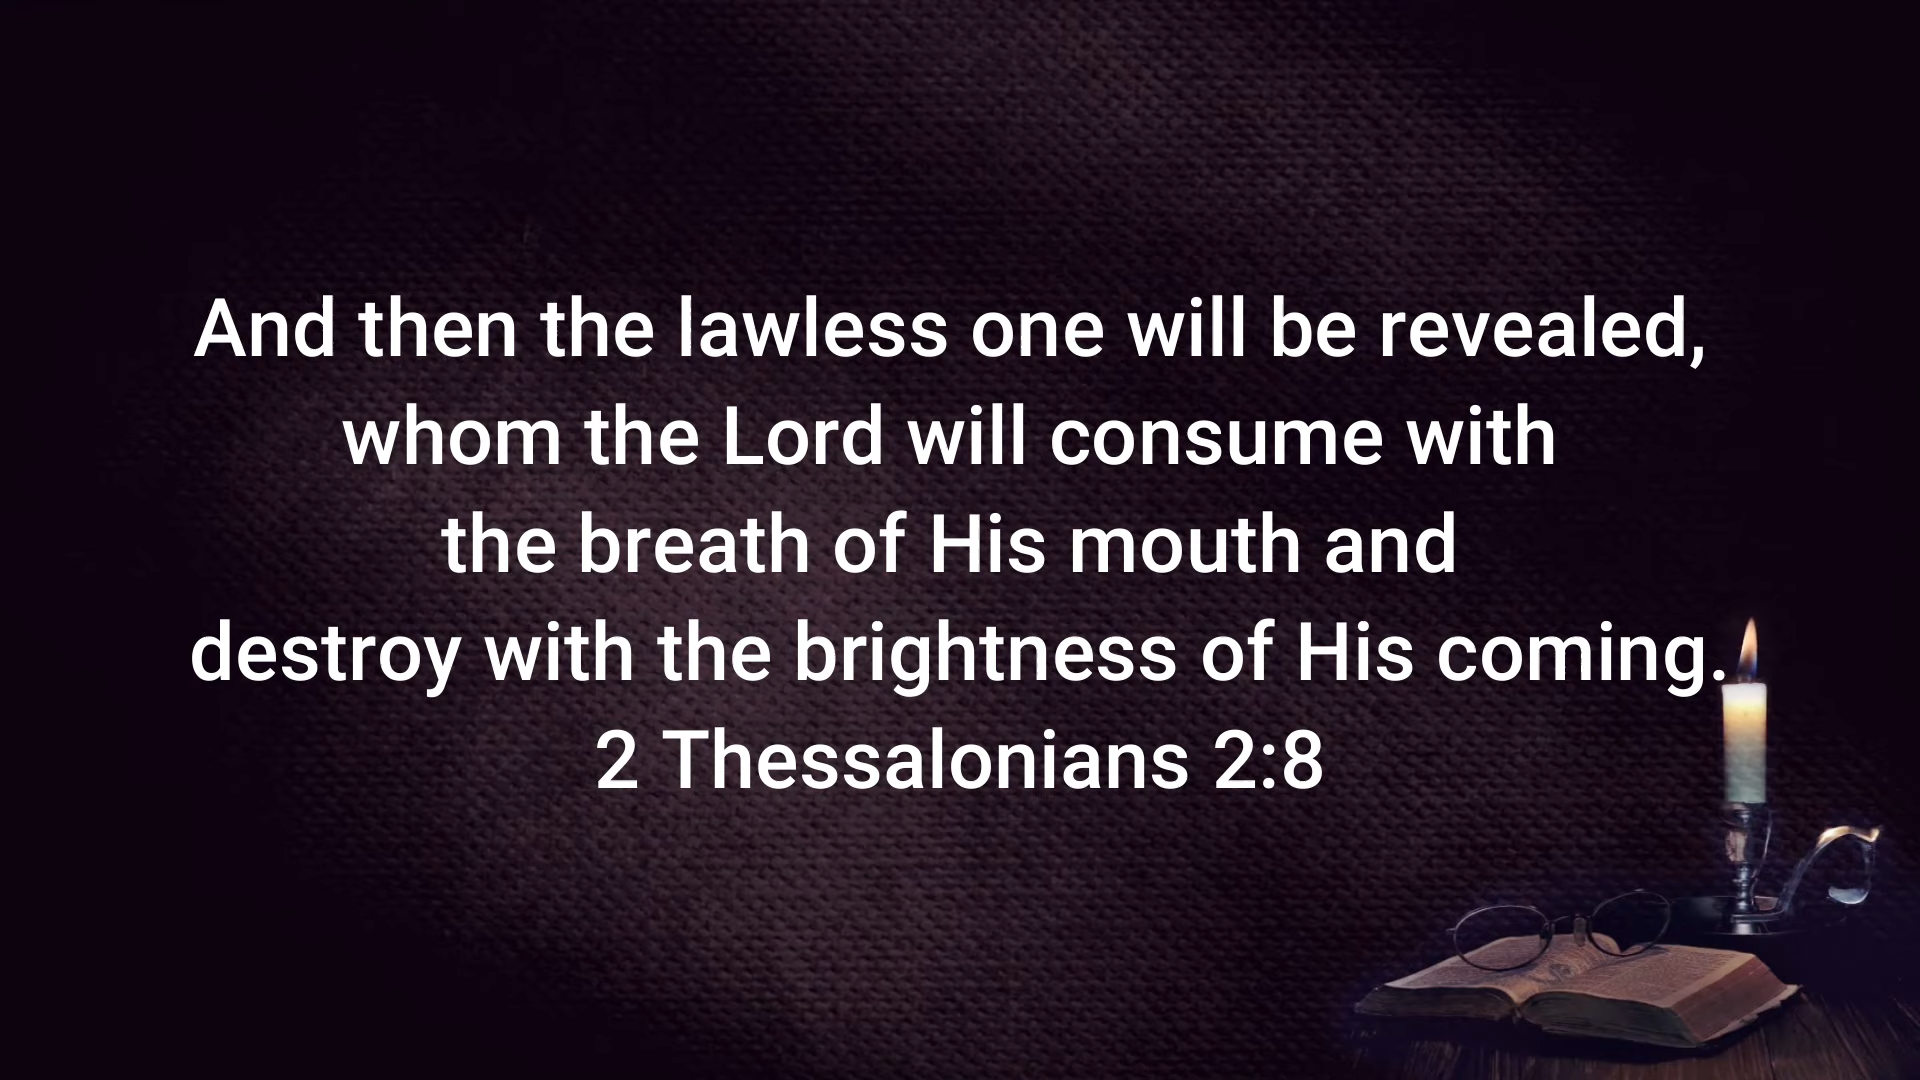 And then the lawless one will be revealed,
whom the Lord will consume with
the breath of His mouth and
destroy with the brightness of His coming.
2 Thessalonians 2:8